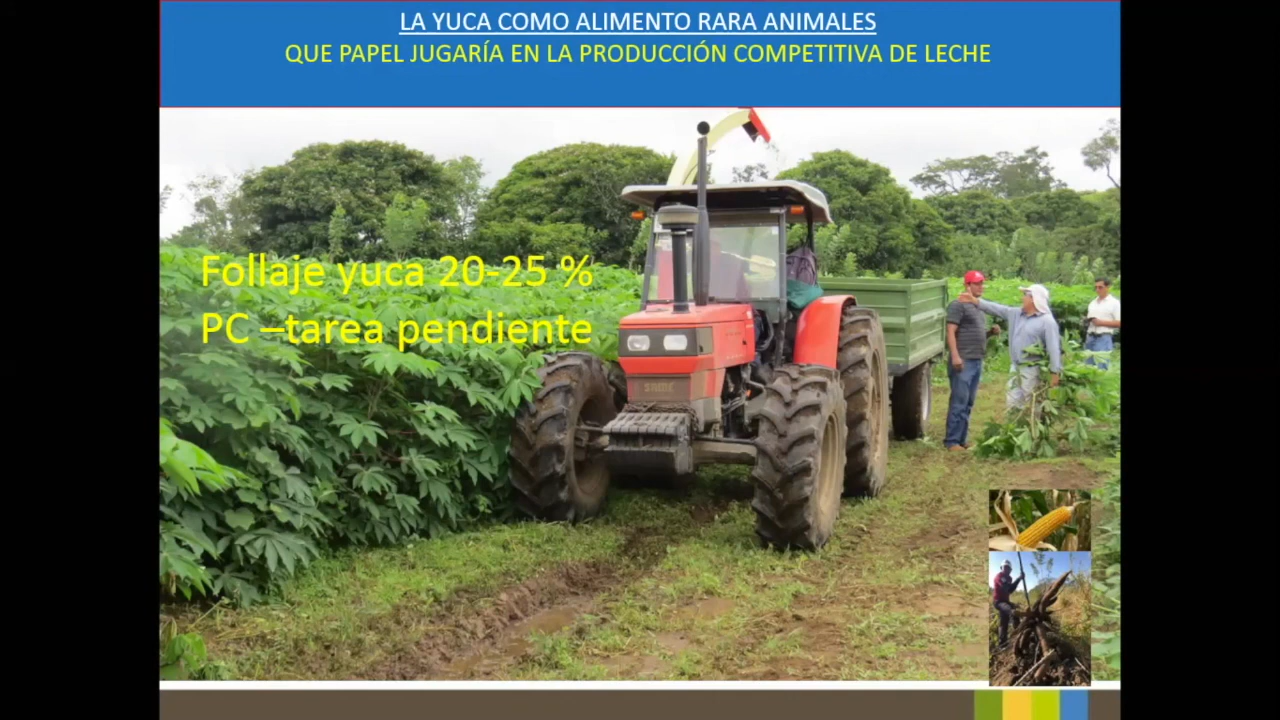 LA YUCA COMO ALIMENTO RARA ANIMALES
QUE PAPEL JUGARÍA EN LA PRODUCCIÓN COMPETITIVA DE LECHE
Follaje yuca 20-25 %
PC –tarea pendiente
SAME